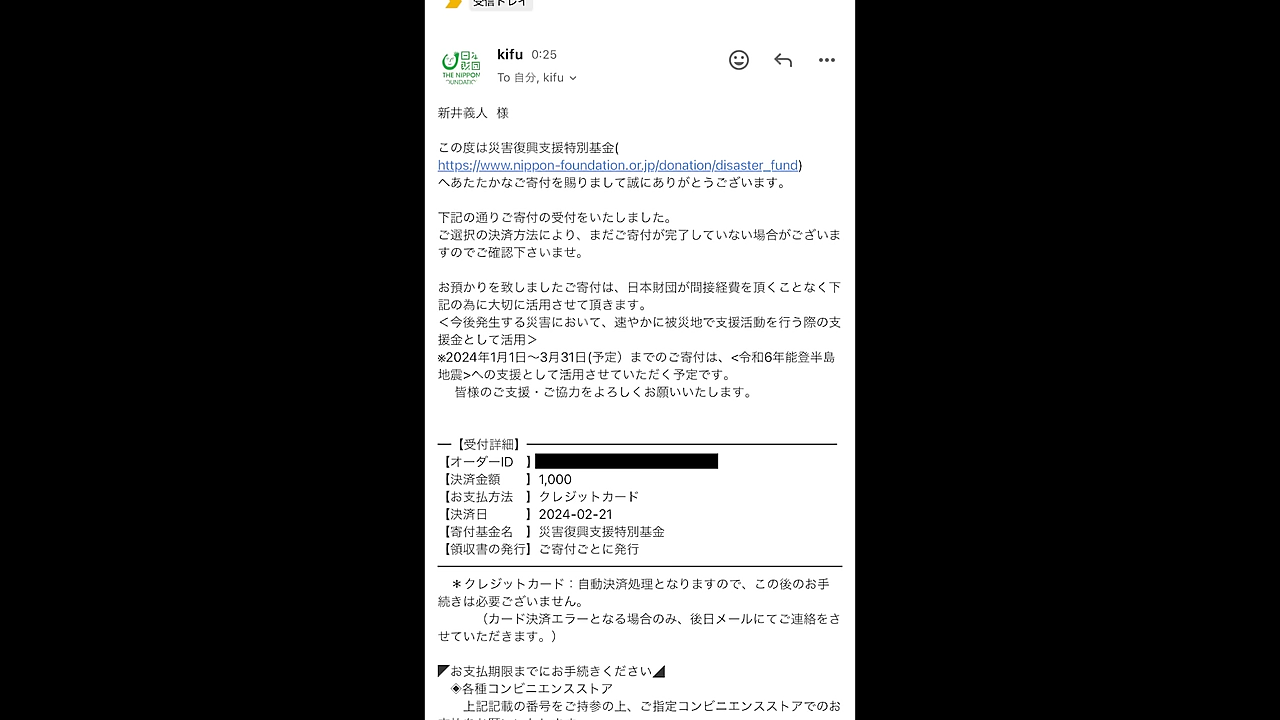 受信トレイ
kifu 0:25
To 自分, kifu
日本財団
THE NIPPON
FOUNDATION
新井義人 様
この度は災害復興支援特別基金(
https://www.nippon-foundation.or.jp/donation/disaster_fund)
へあたたかなご寄付を賜りまして誠にありがとうございます。
下記の通りご寄付の受付をいたしました。
ご選択の決済方法により、まだご寄付が完了していない場合がございま
すのでご確認下さいませ。
お預かりを致しましたご寄付は、日本財団が間接経費を頂くことなく下
記の為に大切に活用させて頂きます。
＜今後発生する災害において、速やかに被災地で支援活動を行う際の支
援金として活用＞
※2024年1月1日～3月31日(予定）までのご寄付は、<令和6年能登半島
地震>への支援として活用させていただく予定です。
皆様のご支援・ご協力をよろしくお願いいたします。
【受付詳細】
【オーダーID 】
【決済金額 】1,000
【お支払方法 】クレジットカード
【決済日 】2024-02-21
【寄付基金名 】災害復興支援特別基金
【領収書の発行】ご寄付ごとに発行
＊クレジットカード：自動決済処理となりますので、この後のお手
続きは必要ございません。
（カード決済エラーとなる場合のみ、後日メールにてご連絡をさ
せていただきます。）
◤お支払期限までにお手続きください◢
◈各種コンビニエンスストア
上記記載の番号をご持参の上、ご指定コンビニエンスストアでのお